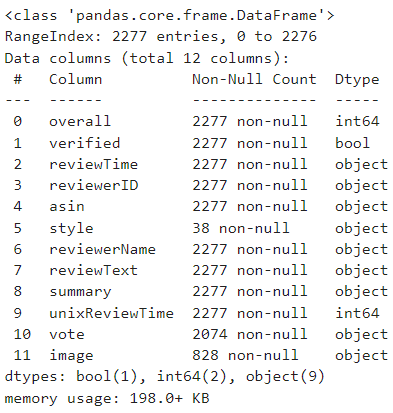 <class 'pandas.core.frame.DataFrame'>
RangeIndex: 2277 entries, 0 to 2276
Data columns (total 12 columns):
 #   Column          Non-Null Count  Dtype
---  ------          --------------  -----
 0   overall         2277 non-null   int64
 1   verified        2277 non-null   bool
 2   reviewTime      2277 non-null   object
 3   reviewerID      2277 non-null   object
 4   asin            2277 non-null   object
 5   style           38 non-null     object
 6   reviewerName    2277 non-null   object
 7   reviewText      2277 non-null   object
 8   summary         2277 non-null   object
 9   unixReviewTime  2277 non-null   int64
 10  vote            2074 non-null   object
 11  image           828 non-null    object
dtypes: bool(1), int64(2), object(9)
memory usage: 198.0+ KB